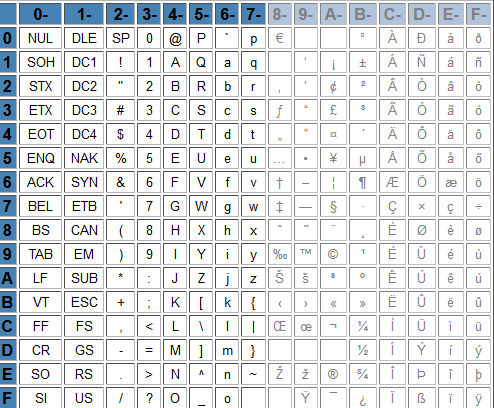 0- 1- 2- 3- 4- 5- 6- 7- 8- 9- A- B- C- D- E- F-
0 NUL DLE SP 0 @ P ` p € ° À Ð à ð
1 SOH DC1 ! 1 A Q a q ‘ ¡ ± Á Ñ á ñ
2 STX DC2 " 2 B R b r ‚ ’ ¢ ² Â Ò â ò
3 ETX DC3 # 3 C S c s ƒ “ £ ³ Ã Ó ã ó
4 EOT DC4 $ 4 D T d t „ ” ¤ ´ Ä Ô ä ô
5 ENQ NAK % 5 E U e u … • ¥ µ Å Õ å õ
6 ACK SYN & 6 F V f v † – ¦ ¶ Æ Ö æ ö
7 BEL ETB ' 7 G W g w ‡ — § · Ç × ç ÷
8 BS CAN ( 8 H X h x ˆ ˜ ¨ ¸ È Ø è ø
9 TAB EM ) 9 I Y i y ‰ ™ © ¹ É Ù é ù
A LF SUB * : J Z j z Š š ª º Ê Ú ê ú
B VT ESC + ; K [ k { ‹ › « » Ë Û ë û
C FF FS , < L \ l | Œ œ ¬ ¼ Ì Ü ì ü
D CR GS - = M ] m } ½ Í Ý í ý
E SO RS . > N ^ n ~ Ž ž ® ¾ Î Þ î þ
F SI US / ? O _ o Ÿ ¯ ¿ Ï ß ï ÿ